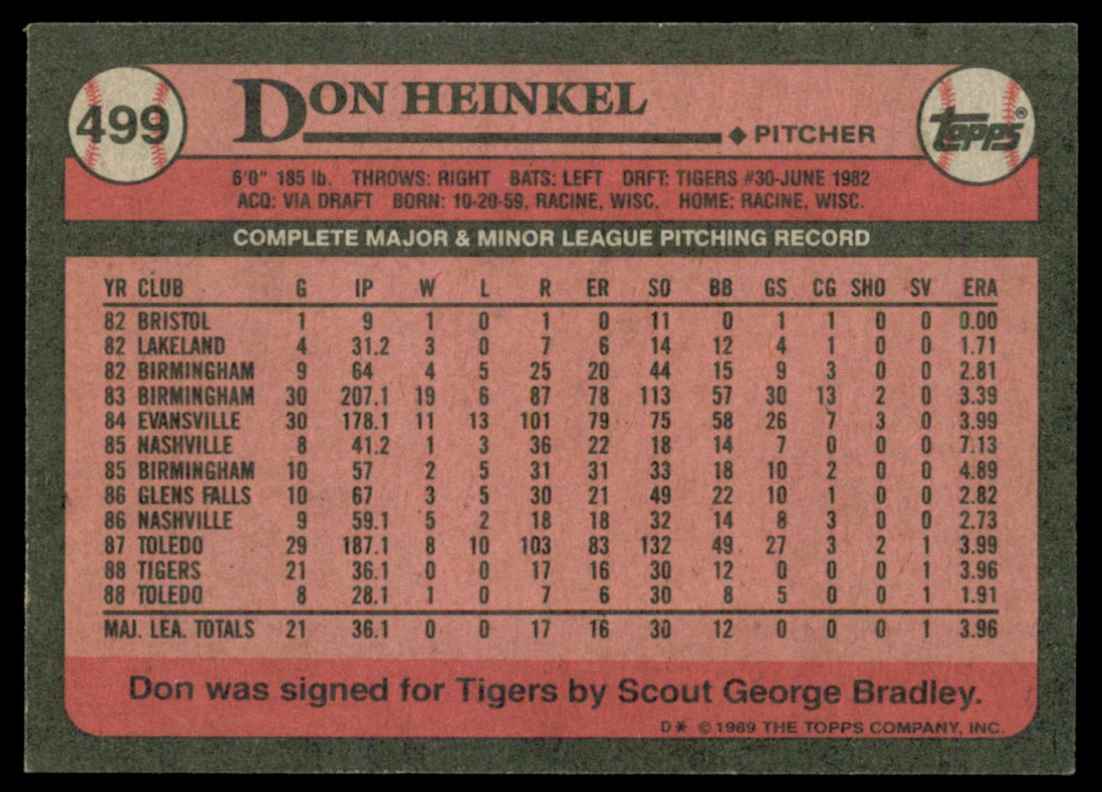 499
DON HEINKEL
◆ PITCHER
topps®
6'0" 185 lb. THROWS: RIGHT BATS: LEFT DRFT: TIGERS #30-JUNE 1982
ACQ: VIA DRAFT BORN: 10-20-59, RACINE, WISC. HOME: RACINE, WISC.
COMPLETE MAJOR & MINOR LEAGUE PITCHING RECORD
YR CLUB G IP W L R ER SO BB GS CG SHO SV ERA
82 BRISTOL 1 9 1 0 1 0 11 0 1 1 0 0 0.00
82 LAKELAND 4 31.2 3 0 7 6 14 12 4 1 0 0 1.71
82 BIRMINGHAM 9 64 4 5 25 20 44 15 9 3 0 0 2.81
83 BIRMINGHAM 30 207.1 19 6 87 78 113 57 30 13 2 0 3.39
84 EVANSVILLE 30 178.1 11 13 101 79 75 58 26 7 3 0 3.99
85 NASHVILLE 8 41.2 1 3 36 22 18 14 7 0 0 0 7.13
85 BIRMINGHAM 10 57 2 5 31 31 33 18 10 2 0 0 4.89
86 GLENS FALLS 10 67 3 5 30 21 49 22 10 1 0 0 2.82
86 NASHVILLE 9 59.1 5 2 18 18 32 14 8 3 0 0 2.73
87 TOLEDO 29 187.1 8 10 103 83 132 49 27 3 2 1 3.99
88 TIGERS 21 36.1 0 0 17 16 30 12 0 0 0 1 3.96
88 TOLEDO 8 28.1 1 0 7 6 30 8 5 0 0 1 1.91
MAJ. LEA. TOTALS 21 36.1 0 0 17 16 30 12 0 0 0 1 3.96
Don was signed for Tigers by Scout George Bradley.
D* © 1989 THE TOPPS COMPANY, INC.